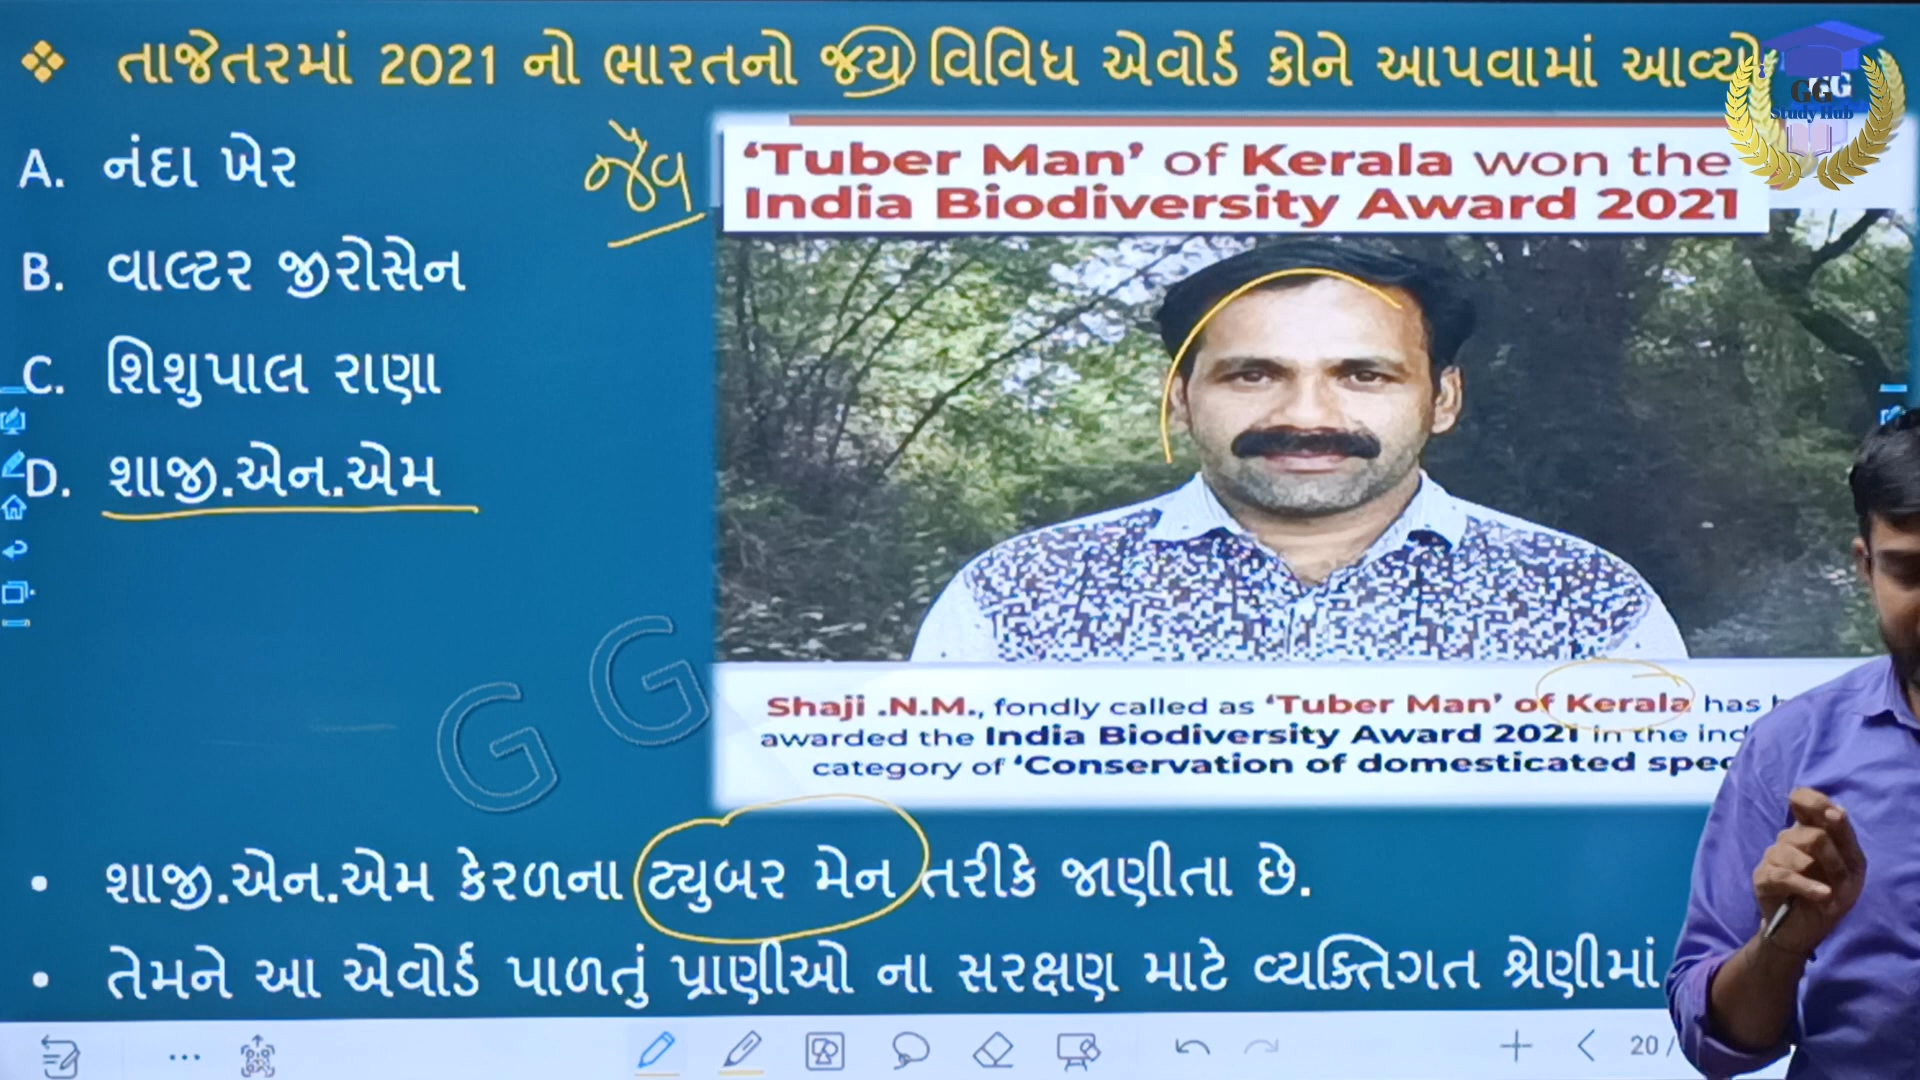 ❖ તાજેતરમાં 2021 નો ભારતનો જય વિવિધ એવોર્ડ કોને આપવામાં આવ્યો
GG
GG
Study Hub
A. નંદા ખેર
જૈવ
'Tuber Man' of Kerala won the
India Biodiversity Award 2021
B. વાલ્ટર જીરોસેન
C. શિશુપાલ રાણા
D. શાજી.એન.એમ
G G
Shaji .N.M., fondly called as 'Tuber Man' of Kerala has
awarded the India Biodiversity Award 2021 in the
category of 'Conservation of domesticated
• શાજી.એન.એમ કેરળના ટ્યુબર મેન તરીકે જાણીતા છે.
• તેમને આ એવોર્ડ પાળતું પ્રાણીઓ ના સરક્ષણ માટે વ્યક્તિગત શ્રેણીમાં
20 /